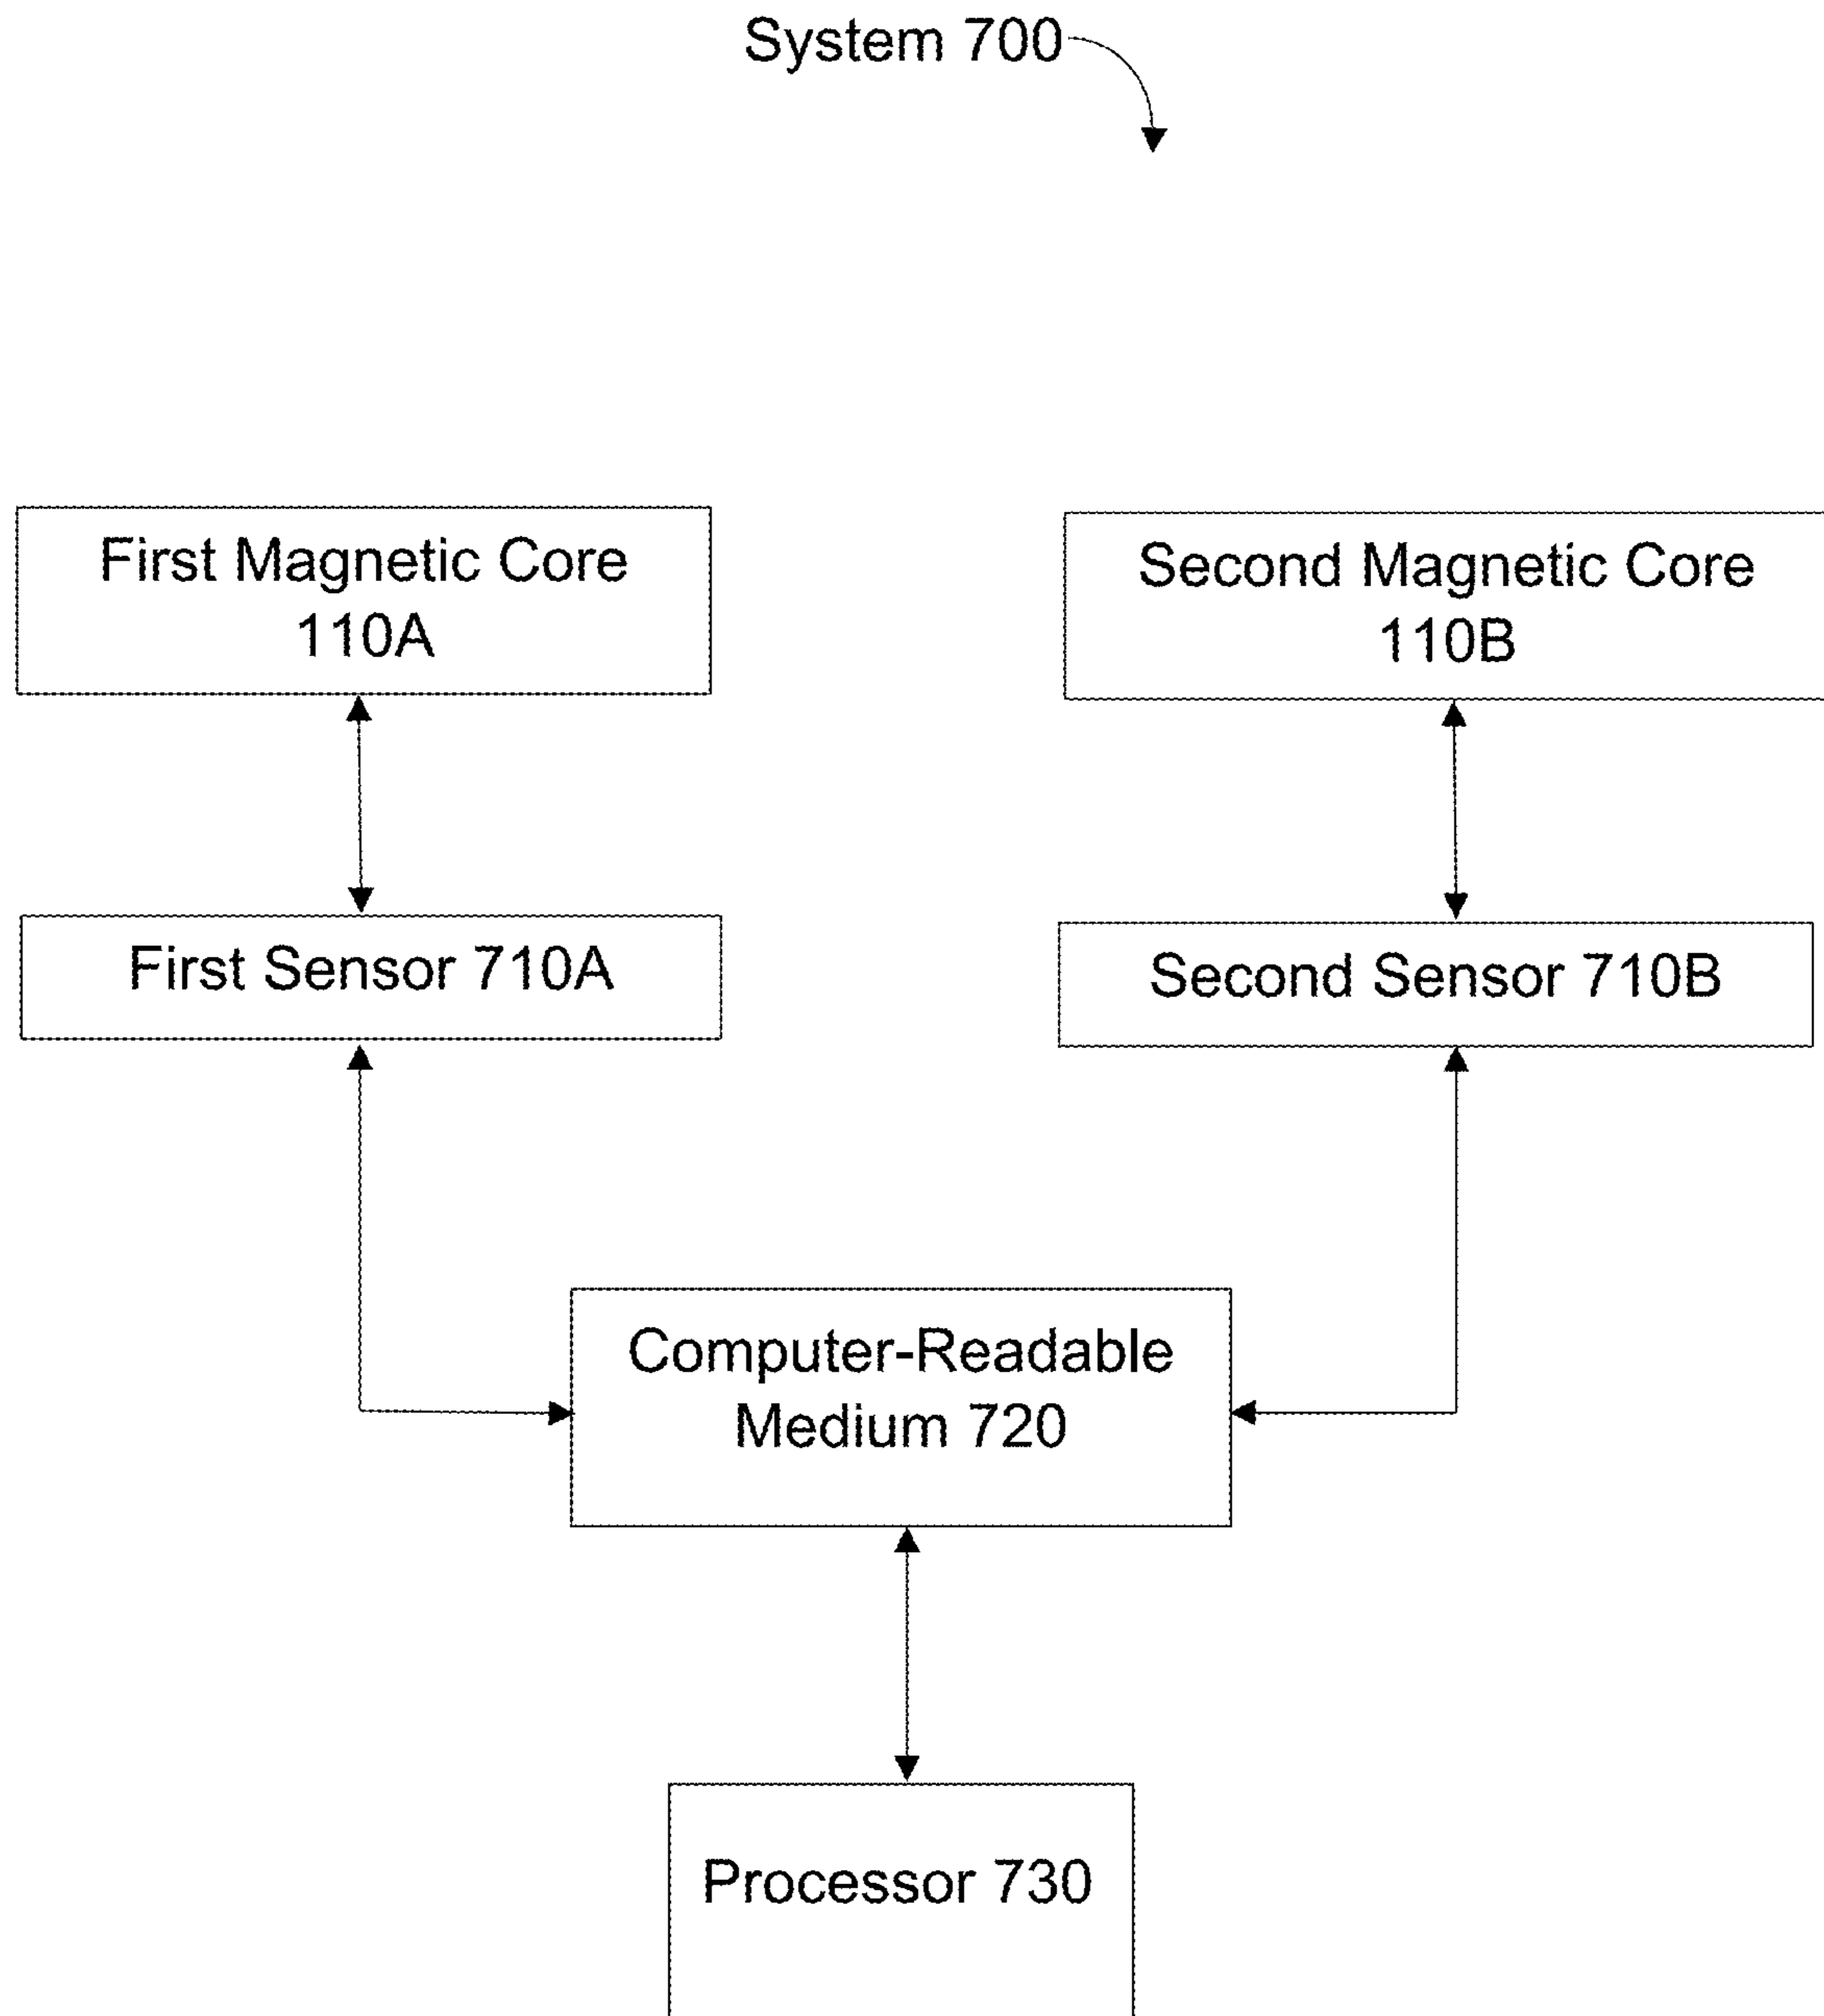 System 700
First Magnetic Core
110A
Second Magnetic Core
110B
First Sensor 710A
Second Sensor 710B
Computer-Readable
Medium 720
Processor 730